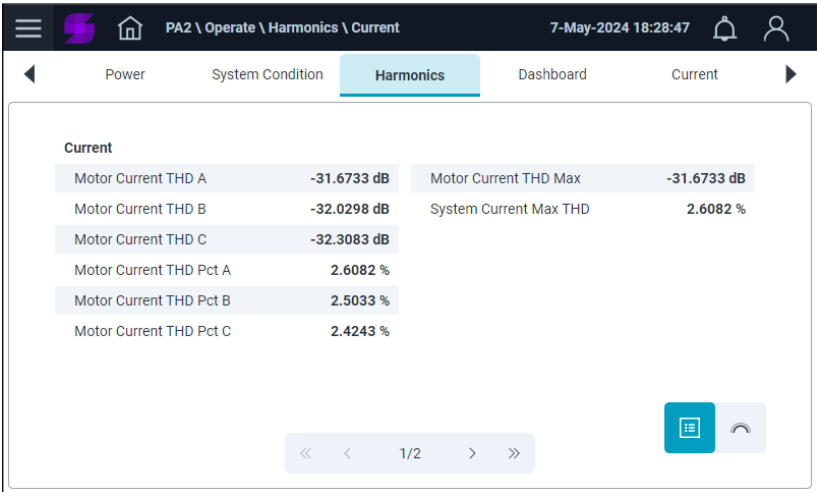 PA2 \ Operate \ Harmonics \ Current 7-May-2024 18:28:47
Power System Condition Harmonics Dashboard Current
Current
Motor Current THD A -31.6733 dB Motor Current THD Max -31.6733 dB
Motor Current THD B -32.0298 dB System Current Max THD 2.6082 %
Motor Current THD C -32.3083 dB
Motor Current THD Pct A 2.6082 %
Motor Current THD Pct B 2.5033 %
Motor Current THD Pct C 2.4243 %
1/2